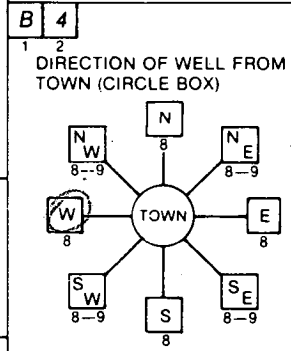 B 4
1 2
DIRECTION OF WELL FROM
TOWN (CIRCLE BOX)
N
8
N W
8–9
N E
8–9
W
8
TOWN
E
8
S W
8–9
S
8
S E
8–9